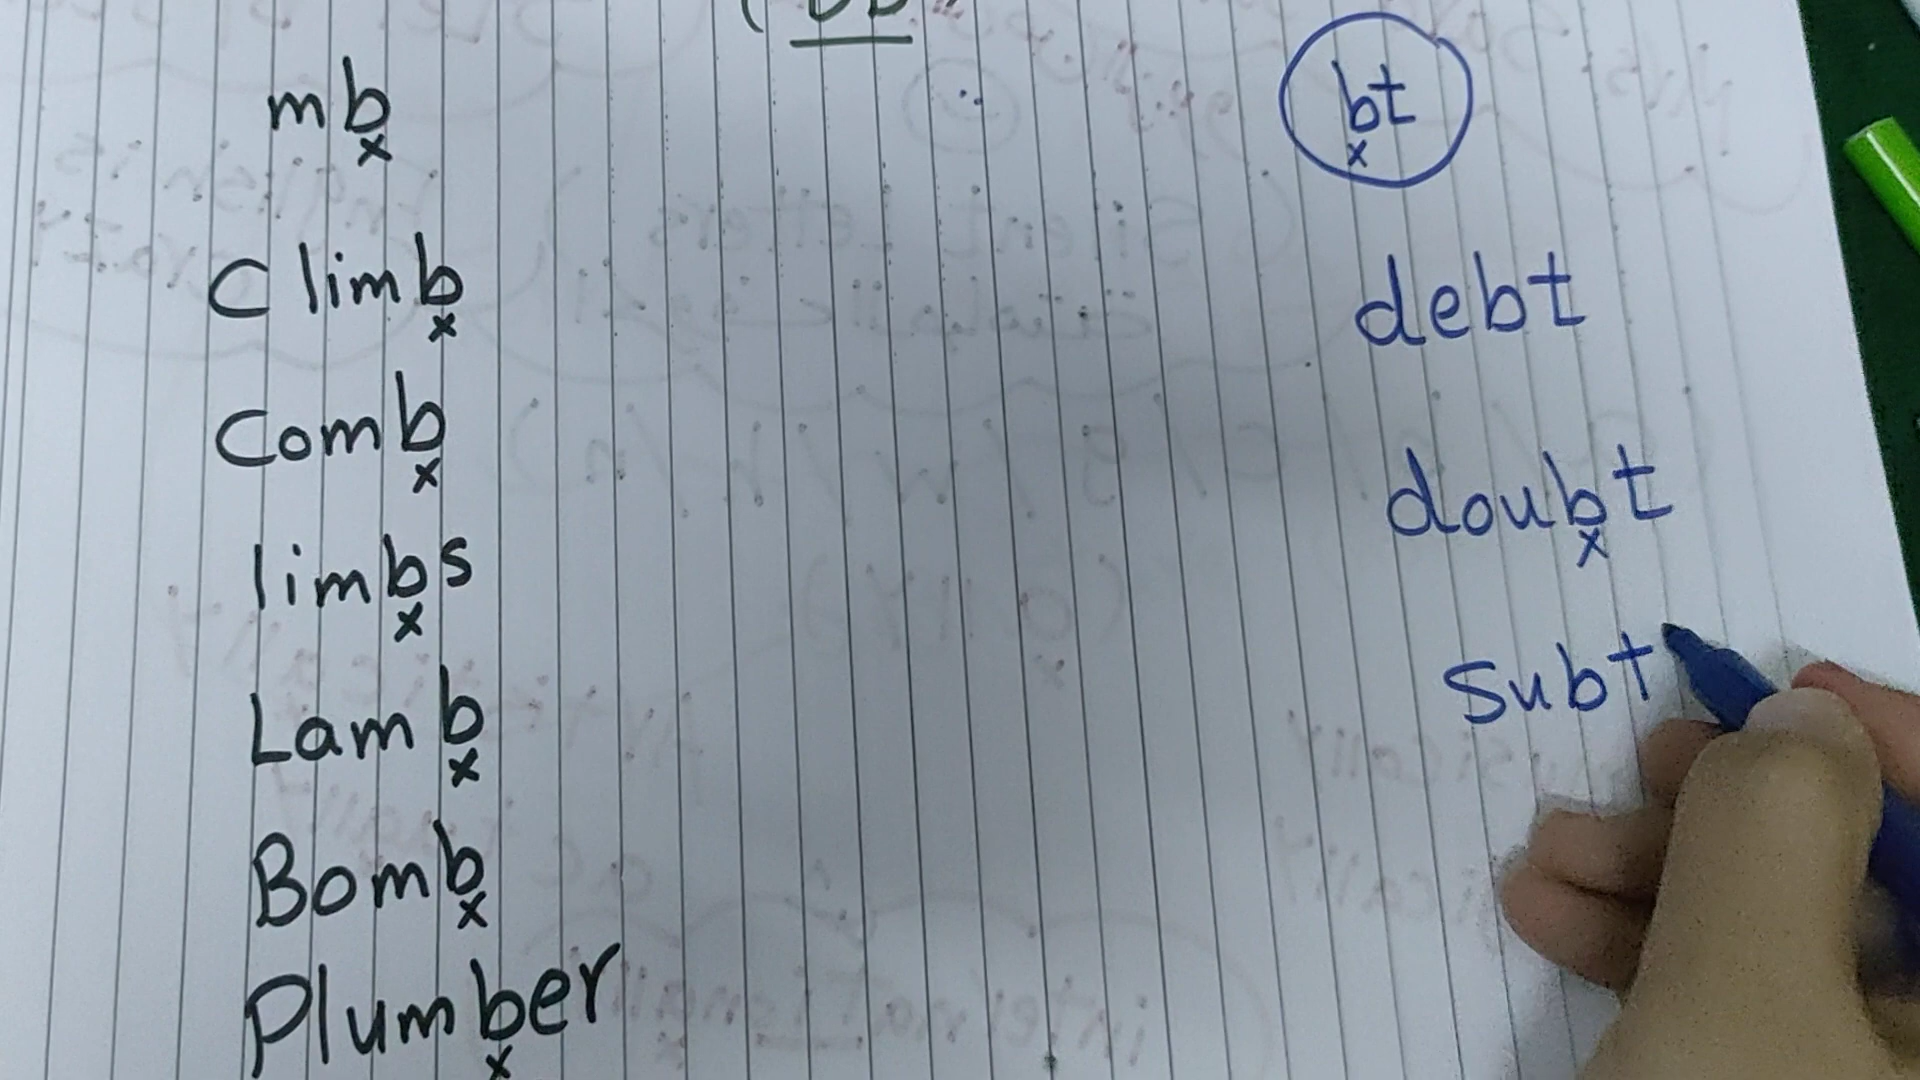 mb
x
Climb
x
Comb
x
limbs
x
Lamb
x
Bomb
x
Plumber
x
bt
x
debt
doubt
x
subt